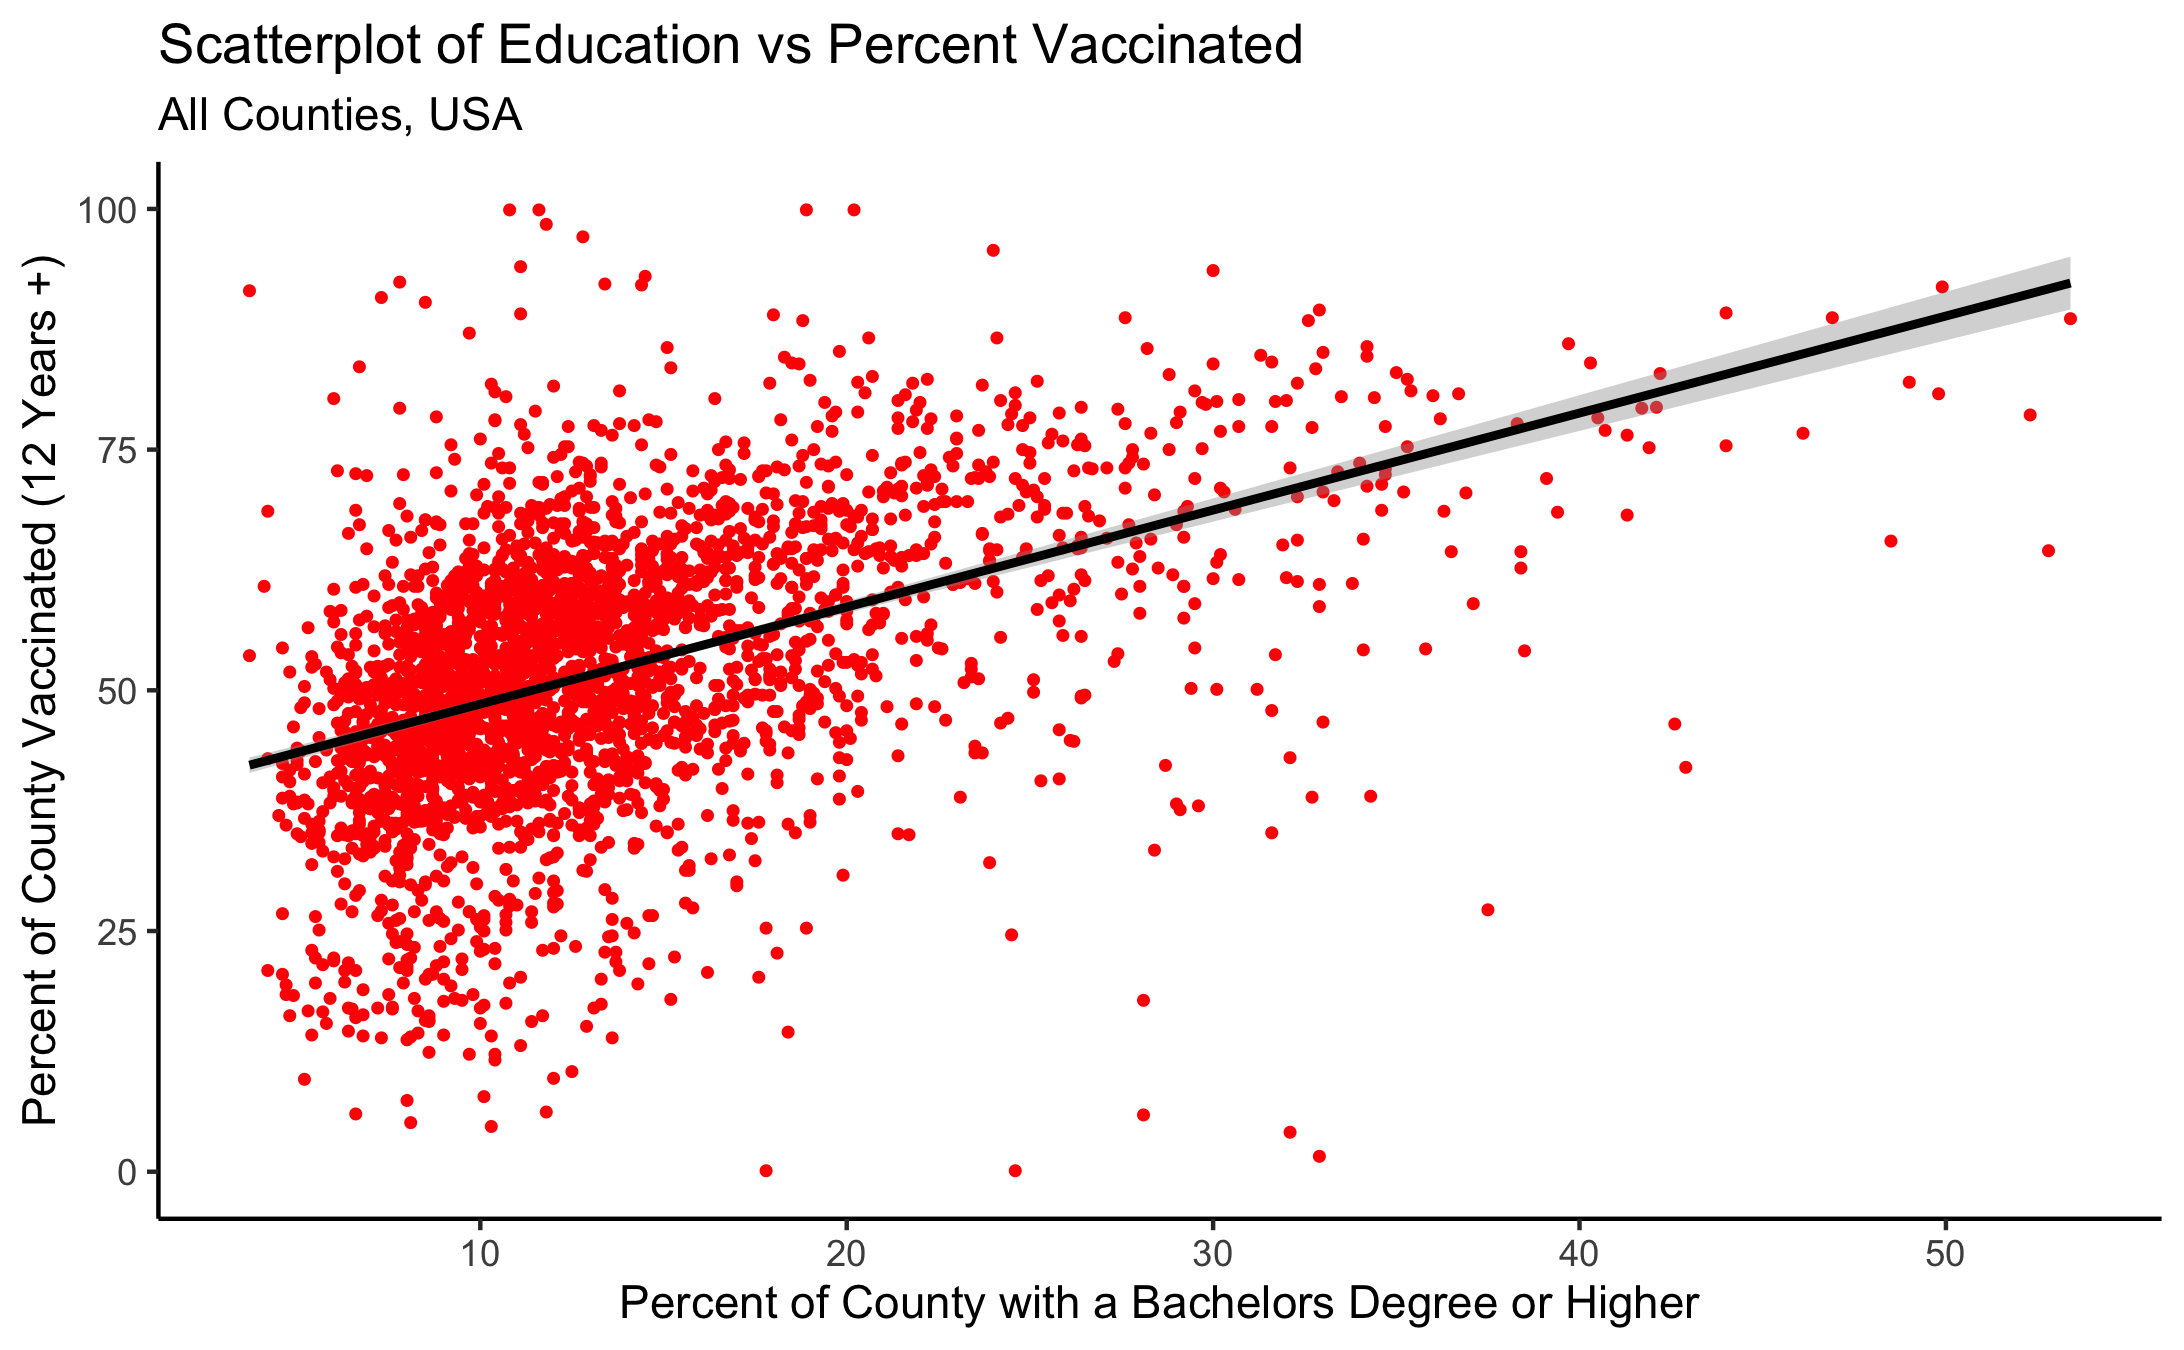 Scatterplot of Education vs Percent Vaccinated
All Counties, USA
Percent of County Vaccinated (12 Years +)
100
75
50
25
0
10
20
30
40
50
Percent of County with a Bachelors Degree or Higher